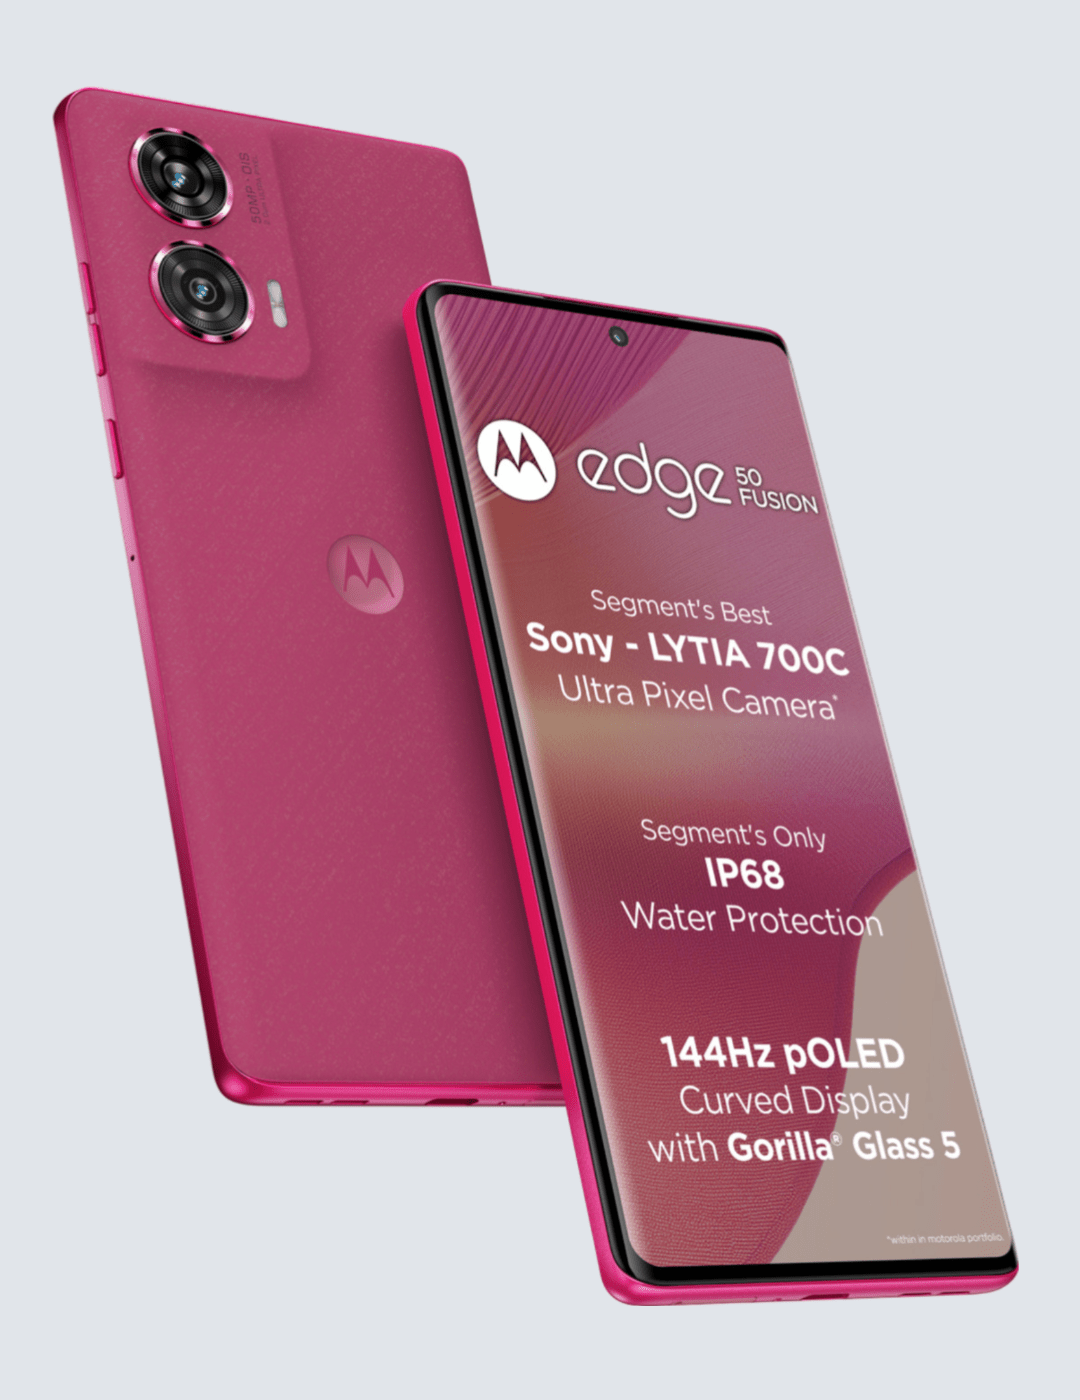 50MP · OIS
edge 50
FUSION
Segment's Best
Sony - LYTIA 700C
Ultra Pixel Camera*
Segment's Only
IP68
Water Protection
144Hz pOLED
Curved Display
with Gorilla® Glass 5
*within in motorola portfolio.